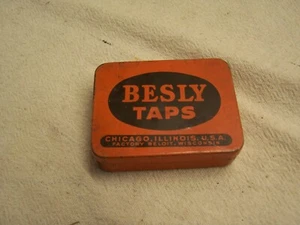 BESLY
TAPS
CHICAGO, ILLINOIS, U.S.A.
FACTORY BELOIT, WISCONSIN